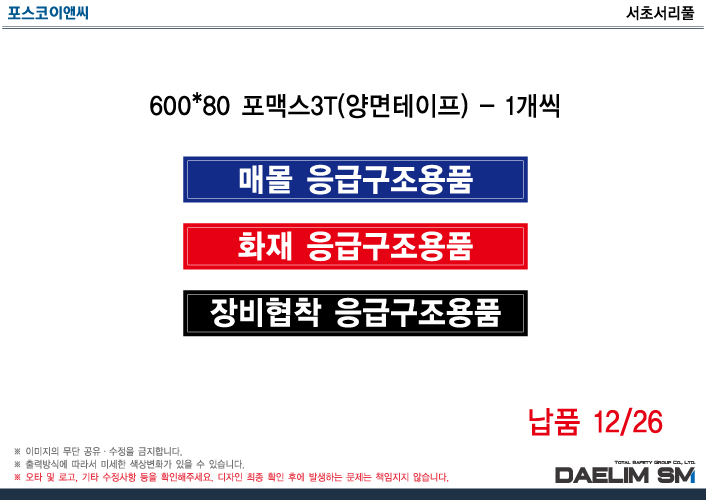 포스코이앤씨
서초서리풀
600*80 포맥스3T(양면테이프) - 1개씩
매몰 응급구조용품
화재 응급구조용품
장비협착 응급구조용품
납품 12/26
※ 이미지의 무단 공유·수정을 금지합니다.
※ 출력방식에 따라서 미세한 색상변화가 있을 수 있습니다.
※ 오타 및 로고, 기타 수정사항 등을 확인해주세요. 디자인 최종 확인 후에 발생하는 문제는 책임지지 않습니다.
TOTAL SAFETY GROUP CO., LTD.
DAELIM SM